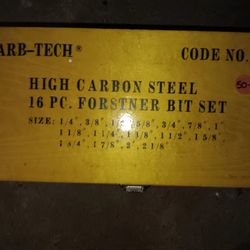 ARB-TECH® CODE NO.
HIGH CARBON STEEL
16 PC. FORSTNER BIT SET
SIZE: 1/4", 3/8", 1/2", 5/8", 3/4", 7/8", 1"
1 1/8", 1 1/4", 1 3/8", 1 1/2", 1 5/8",
1 3/4", 1 7/8", 2", 2 1/8"
50-